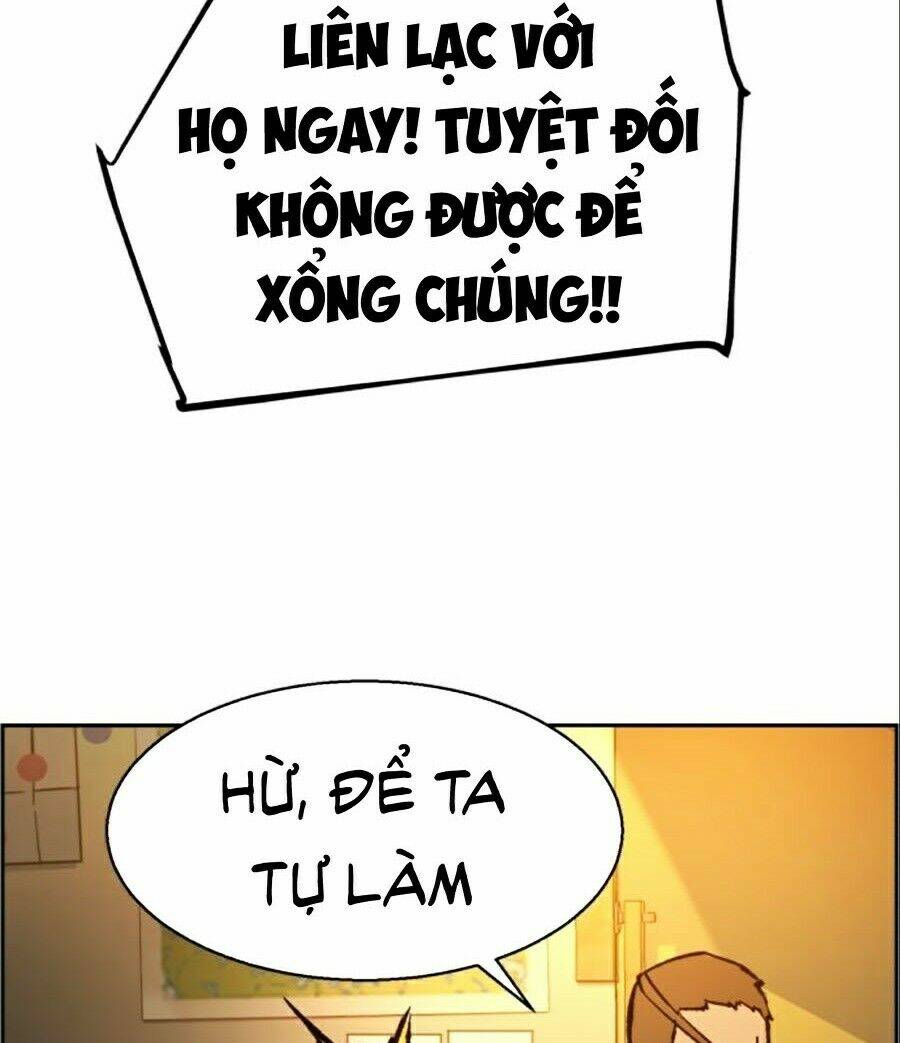 LIÊN LẠC VỚI
HỌ NGAY! TUYỆT ĐỐI
KHÔNG ĐƯỢC ĐỂ
XỔNG CHÚNG!!
HỪ, ĐỂ TA
TỰ LÀM